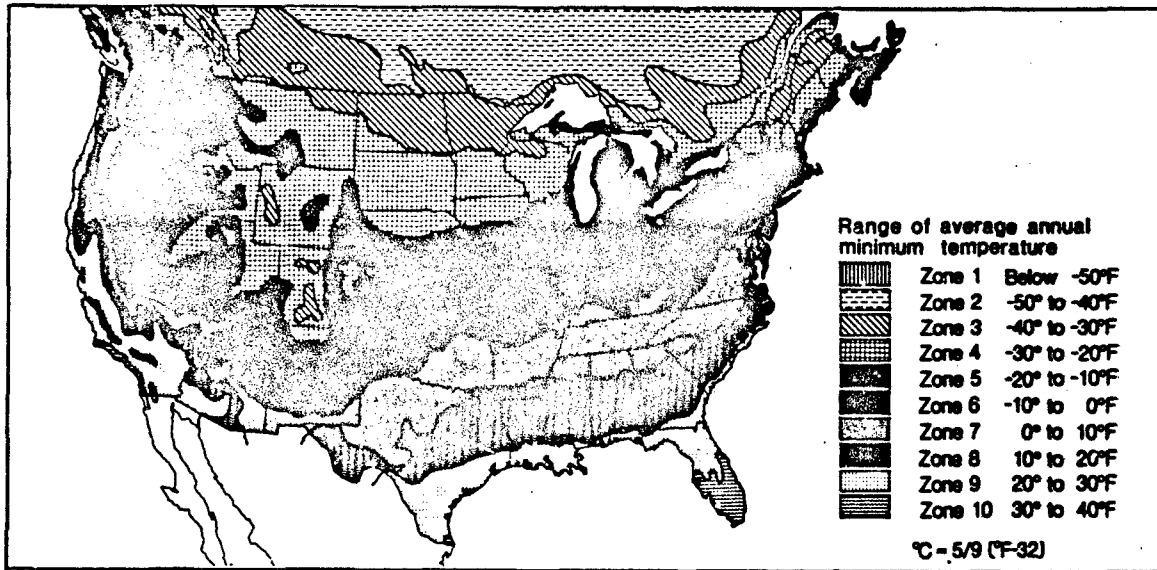 Range of average annual
minimum temperature
Zone 1 Below -50°F
Zone 2 -50° to -40°F
Zone 3 -40° to -30°F
Zone 4 -30° to -20°F
Zone 5 -20° to -10°F
Zone 6 -10° to 0°F
Zone 7 0° to 10°F
Zone 8 10° to 20°F
Zone 9 20° to 30°F
Zone 10 30° to 40°F
°C = 5/9 (°F-32)